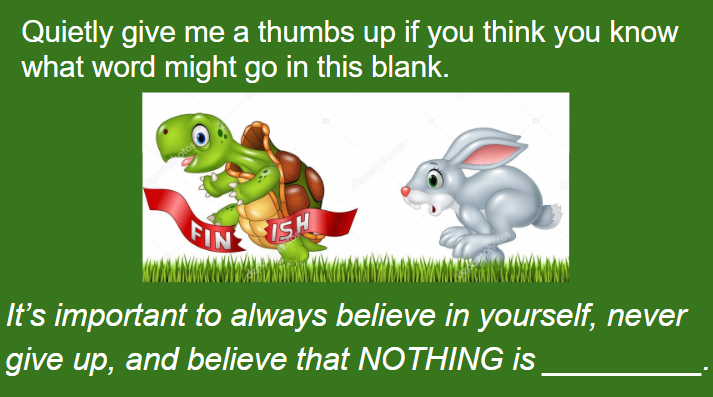 Quietly give me a thumbs up if you think you know
what word might go in this blank.
FIN ISH
It's important to always believe in yourself, never
give up, and believe that NOTHING is __________.